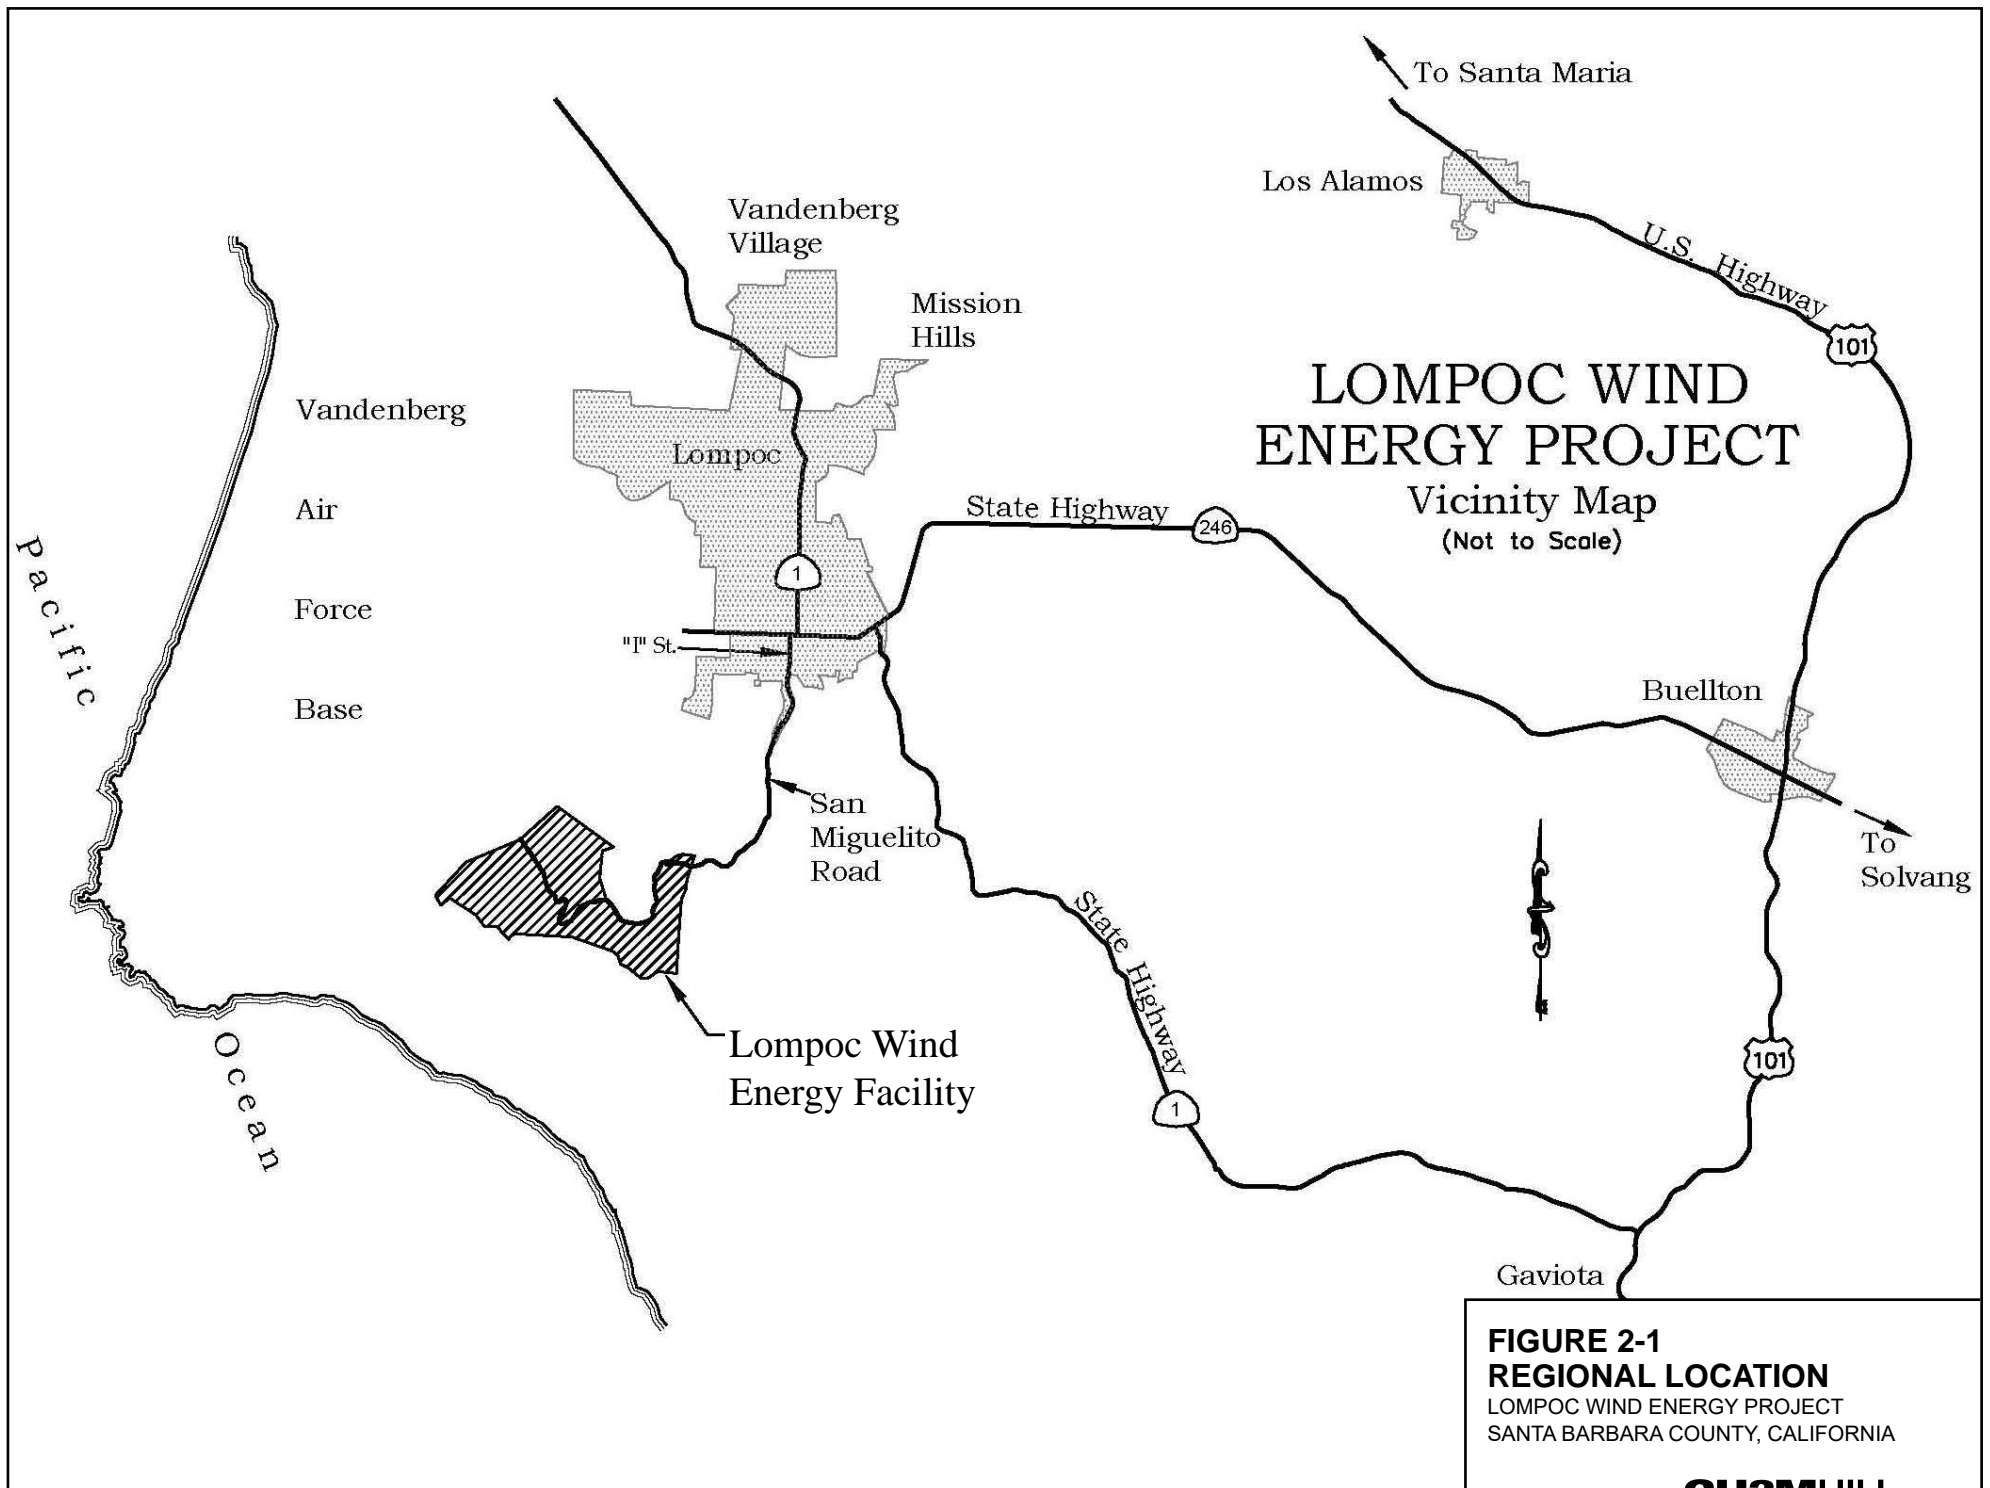 To Santa Maria
Los Alamos
Vandenberg
Village
U.S. Highway
101
Mission
Hills
LOMPOC WIND
ENERGY PROJECT
Vicinity Map
(Not to Scale)
Vandenberg
Air
Force
Base
Lompoc
State Highway
246
1
"I" St.
Pacific
Ocean
Buellton
To
Solvang
San
Miguelito
Road
State Highway
1
101
Lompoc Wind
Energy Facility
Gaviota
FIGURE 2-1
REGIONAL LOCATION
LOMPOC WIND ENERGY PROJECT
SANTA BARBARA COUNTY, CALIFORNIA
CH2MHILL